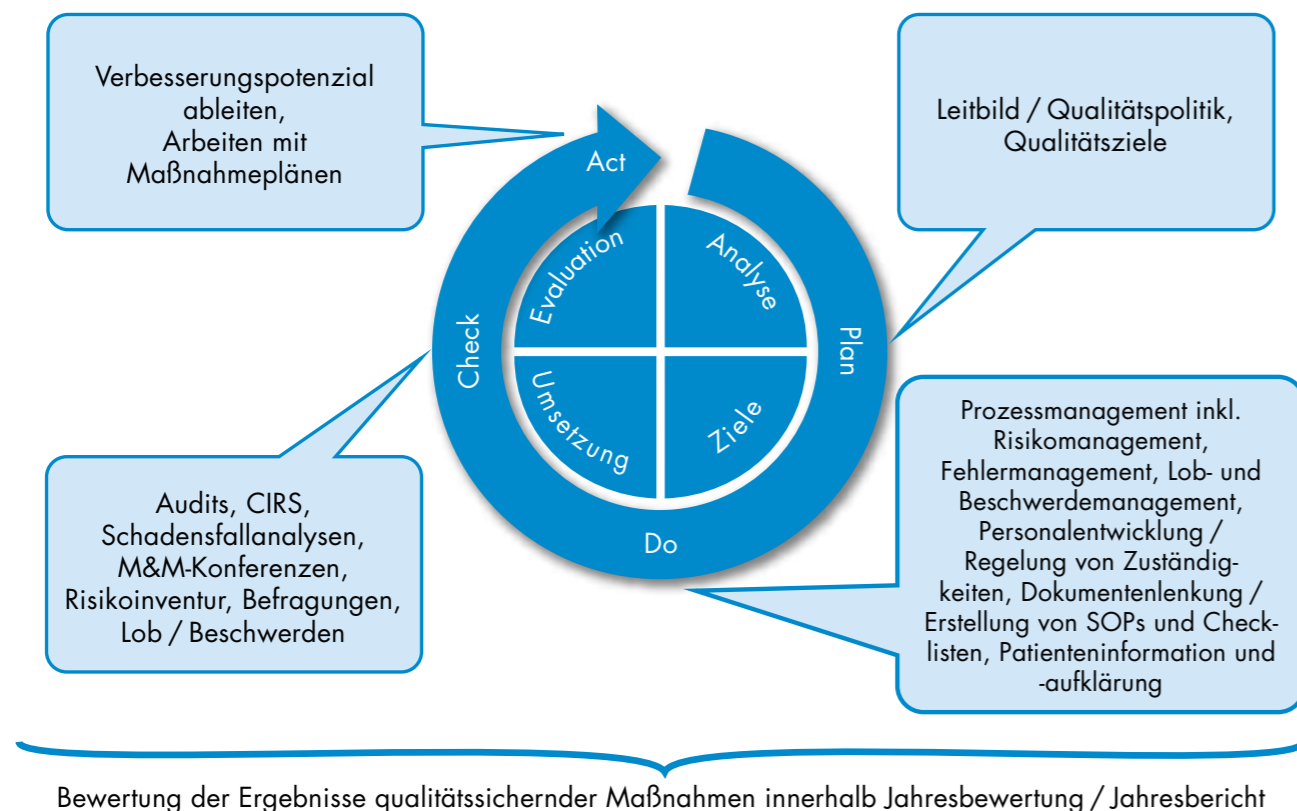 Verbesserungspotenzial
ableiten,
Arbeiten mit
Maßnahmeplänen
Leitbild / Qualitätspolitik,
Qualitätsziele
Act
Plan
Do
Check
Evaluation
Analyse
Umsetzung
Ziele
Audits, CIRS,
Schadensfallanalysen,
M&M-Konferenzen,
Risikoinventur, Befragungen,
Lob / Beschwerden
Prozessmanagement inkl.
Risikomanagement,
Fehlermanagement, Lob- und
Beschwerdemanagement,
Personalentwicklung /
Regelung von Zuständig-
keiten, Dokumentenlenkung /
Erstellung von SOPs und Check-
listen, Patienteninformation und
-aufklärung
Bewertung der Ergebnisse qualitätssichernder Maßnahmen innerhalb Jahresbewertung / Jahresbericht